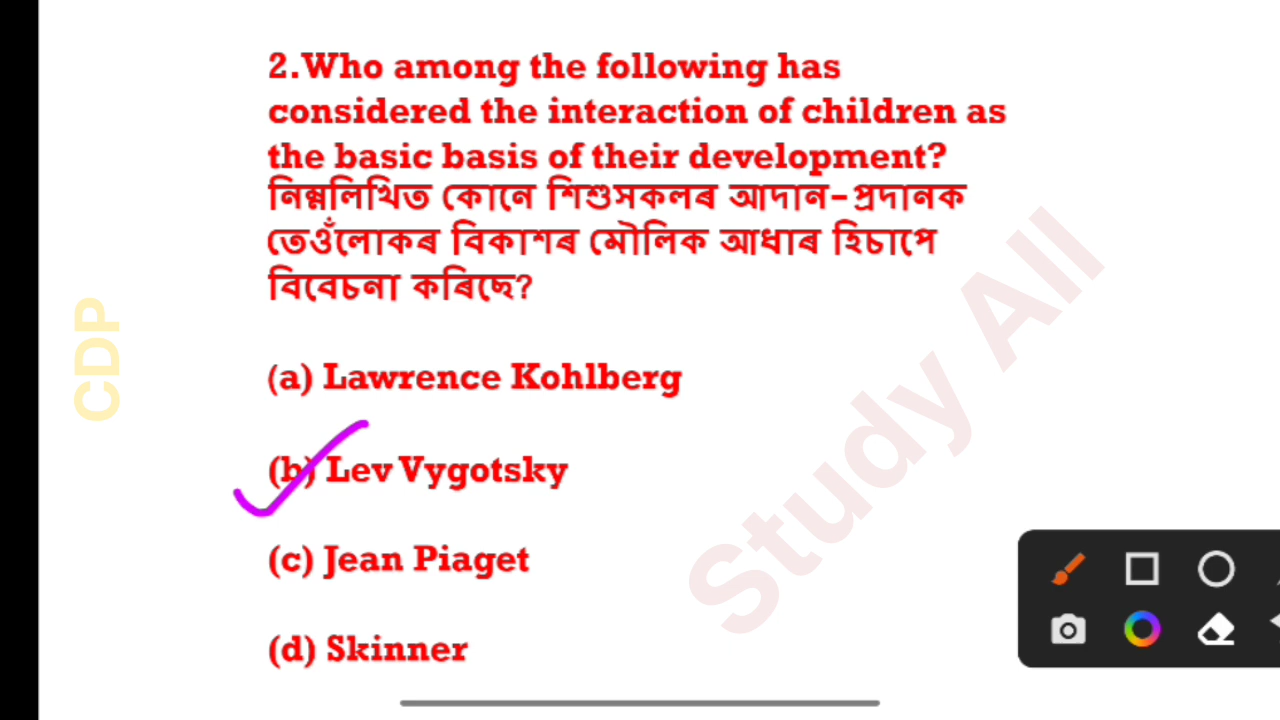 2.Who among the following has
considered the interaction of children as
the basic basis of their development?
নিম্নলিখিত কোনে শিশুসকলৰ আদান-প্ৰদানক
তেওঁলোকৰ বিকাশৰ মৌলিক আধাৰ হিচাপে
বিবেচনা কৰিছে?
(a) Lawrence Kohlberg
(b) Lev Vygotsky
(c) Jean Piaget
(d) Skinner
CDP
Study All